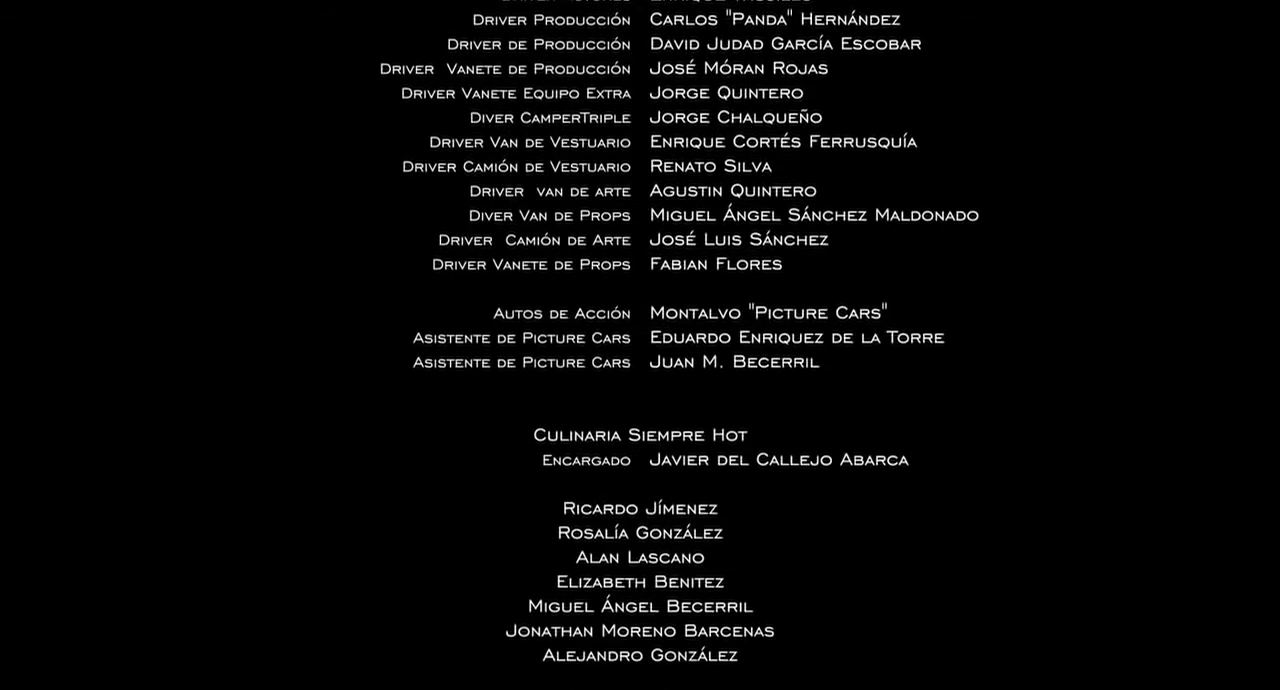 Driver Producción Carlos "Panda" Hernández
Driver de Producción David Judad García Escobar
Driver Vanete de Producción José Móran Rojas
Driver Vanete Equipo Extra Jorge Quintero
Diver CamperTriple Jorge Chalqueño
Driver Van de Vestuario Enrique Cortés Ferrusquía
Driver Camión de Vestuario Renato Silva
Driver van de arte Agustin Quintero
Diver Van de Props Miguel Ángel Sánchez Maldonado
Driver Camión de Arte José Luis Sánchez
Driver Vanete de Props Fabian Flores
Autos de Acción Montalvo "Picture Cars"
Asistente de Picture Cars Eduardo Enriquez de la Torre
Asistente de Picture Cars Juan M. Becerril
Culinaria Siempre Hot
Encargado Javier del Callejo Abarca
Ricardo Jímenez
Rosalía González
Alan Lascano
Elizabeth Benitez
Miguel Ángel Becerril
Jonathan Moreno Barcenas
Alejandro González